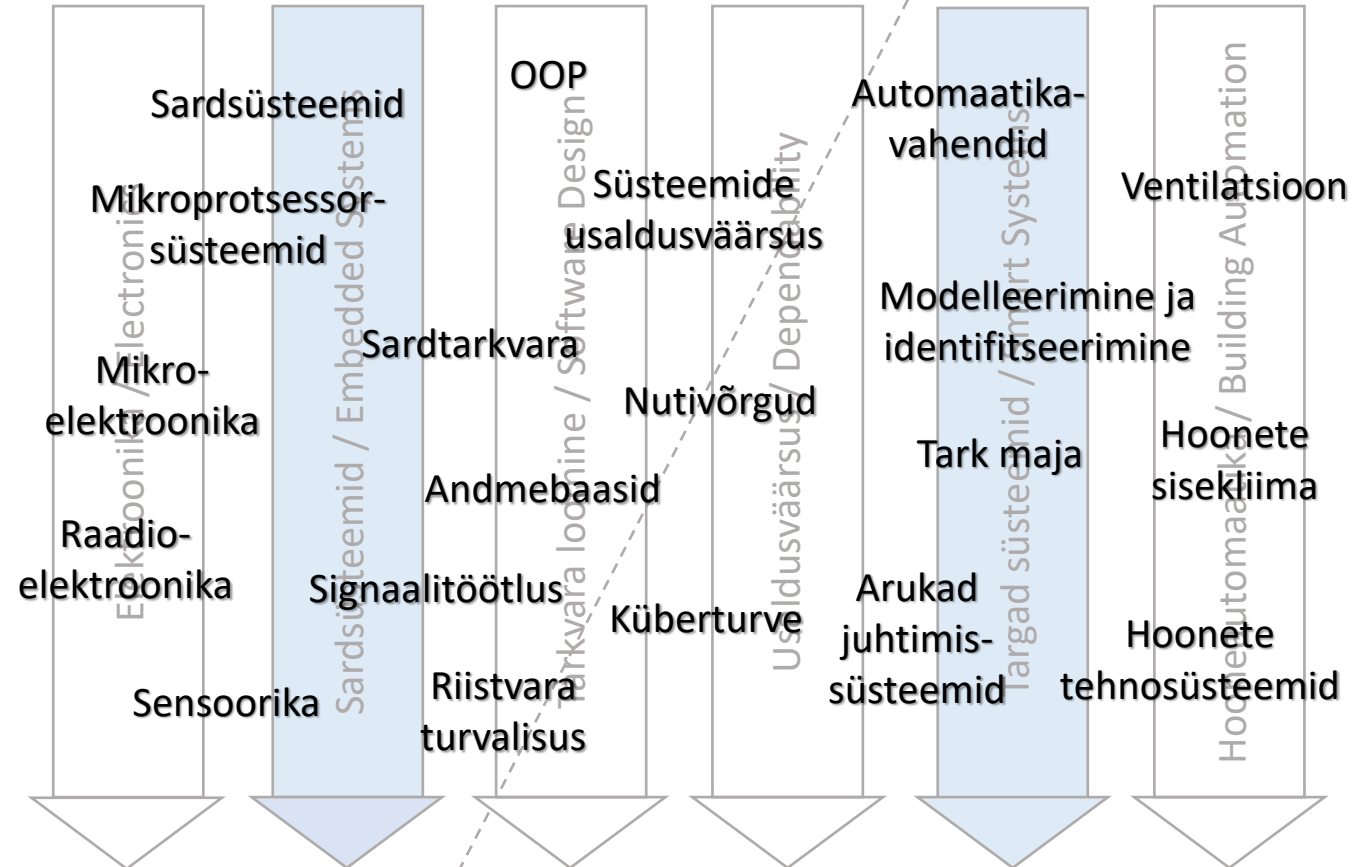 Elektroonika / Electronics
Sardsüsteemid / Embedded Systems
Tarkvara loomine / Software Design
Usaldusväärsus/ Dependability
Targad süsteemid / Smart Systems
Hooneautomaatika/ Building Automation
OOP
Sardsüsteemid
Automaatika-
vahendid
Mikroprotsessor-
süsteemid
Süsteemide
usaldusväärsus
Ventilatsioon
Modelleerimine ja
identifitseerimine
Sardtarkvara
Mikro-
elektroonika
Nutivõrgud
Tark maja
Hoonete
sisekliima
Andmebaasid
Raadio-
elektroonika
Signaalitöötlus
Küberturve
Arukad
juhtimis-
süsteemid
Hoonete
tehnosüsteemid
Sensoorika
Riistvara
turvalisus